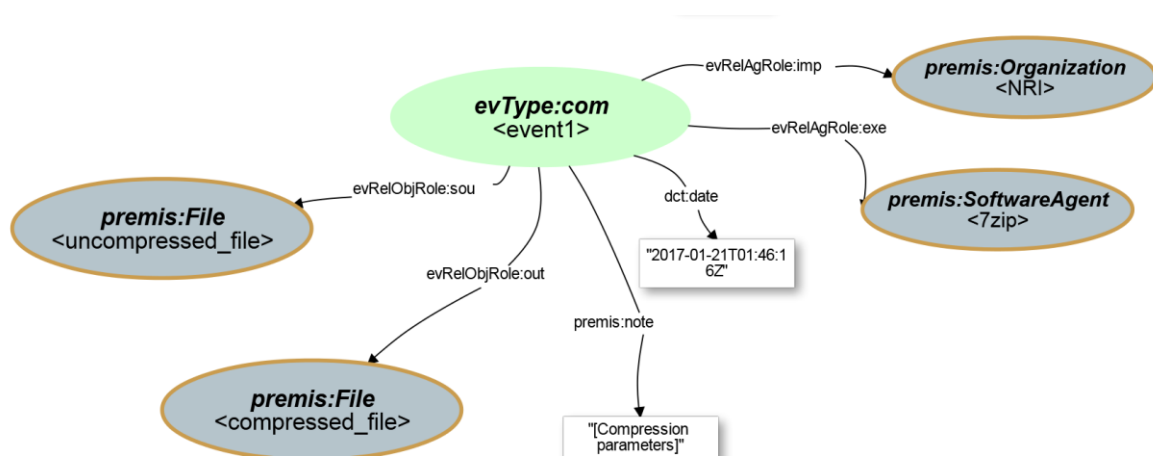 evRelAgRole:imp
premis:Organization
<NRI>
evType:com
<event1>
evRelAgRole:exe
evRelObjRole:sou
dct:date
premis:SoftwareAgent
<7zip>
premis:File
<uncompressed_file>
"2017-01-21T01:46:1
6Z"
evRelObjRole:out
premis:note
premis:File
<compressed_file>
"[Compression
parameters]"